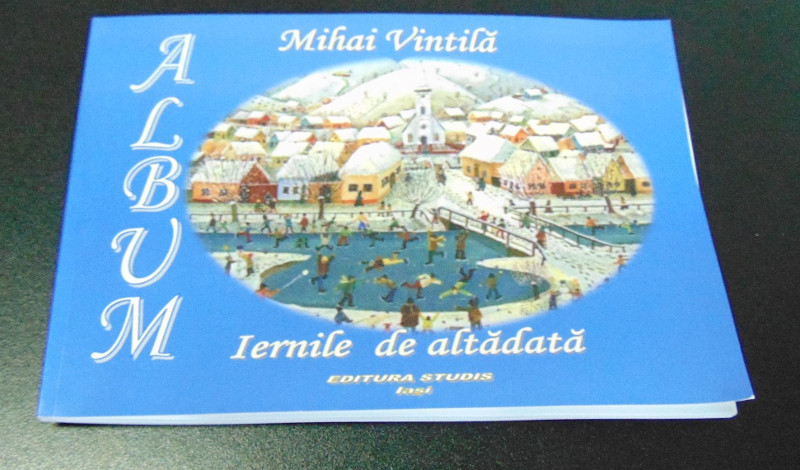 ALBUM
Mihai Vintilă
Iernile de altădată
EDITURA STUDIS
Iași